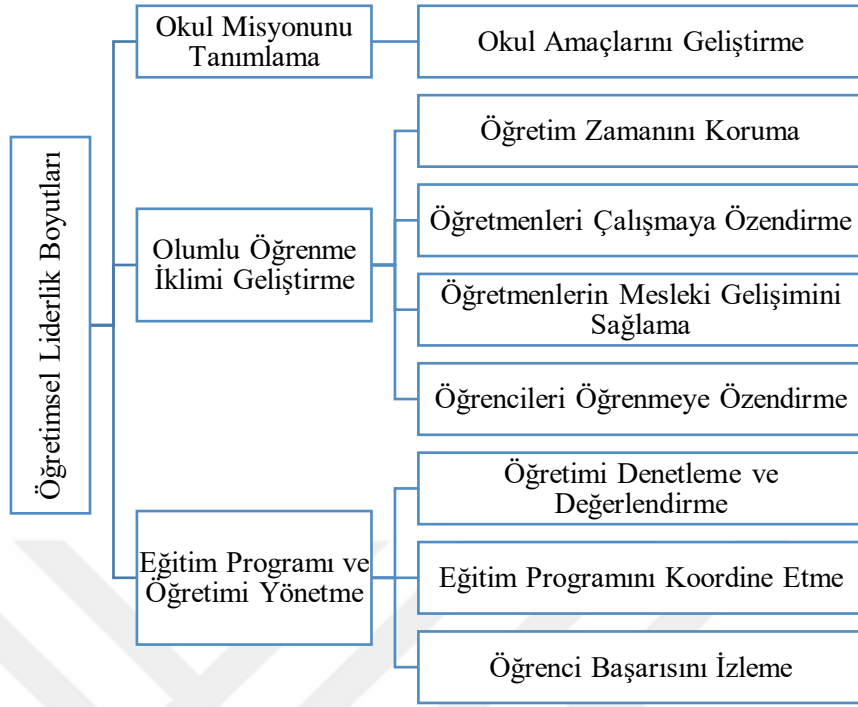 Öğretimsel Liderlik Boyutları
Okul Misyonunu
Tanımlama
Okul Amaçlarını Geliştirme
Olumlu Öğrenme
İklimi Geliştirme
Öğretim Zamanını Koruma
Öğretmenleri Çalışmaya Özendirme
Öğretmenlerin Mesleki Gelişimini
Sağlama
Öğrencileri Öğrenmeye Özendirme
Eğitim Programı ve
Öğretimi Yönetme
Öğretimi Denetleme ve
Değerlendirme
Eğitim Programını Koordine Etme
Öğrenci Başarısını İzleme